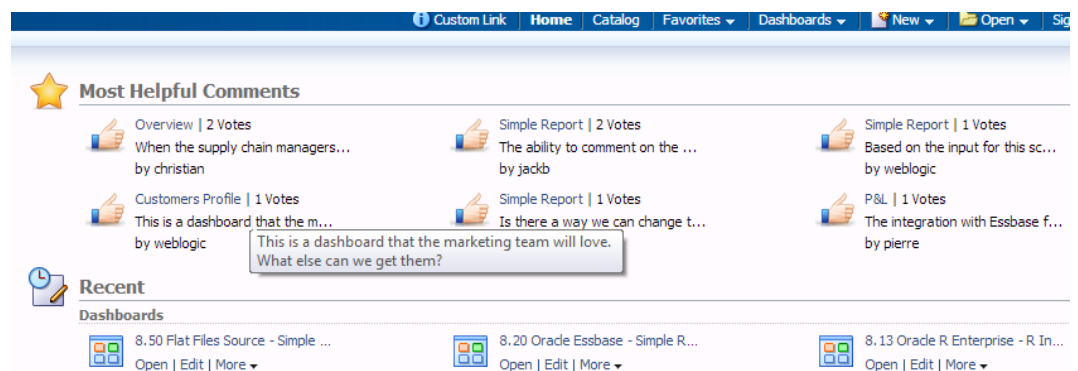 Custom Link Home Catalog Favorites Dashboards New Open
Most Helpful Comments
Overview | 2 Votes
When the supply chain managers...
by christian
Simple Report | 2 Votes
The ability to comment on the ...
by jackb
Simple Report | 1 Votes
Based on the input for this sc...
by weblogic
Customers Profile | 1 Votes
This is a dashboard that the m...
by weblogic
Simple Report | 1 Votes
Is there a way we can change t...
P&L | 1 Votes
The integration with Essbase f...
by pierre
This is a dashboard that the marketing team will love.
What else can we get them?
Recent
Dashboards
8.50 Flat Files Source - Simple ...
Open | Edit | More
8.20 Oracle Essbase - Simple R...
Open | Edit | More
8.13 Oracle R Enterprise - R In...
Open | Edit | More